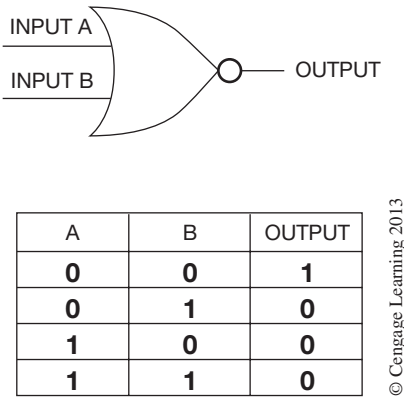 INPUT A
INPUT B
OUTPUT
A B OUTPUT
0 0 1
0 1 0
1 0 0
1 1 0
© Cengage Learning 2013